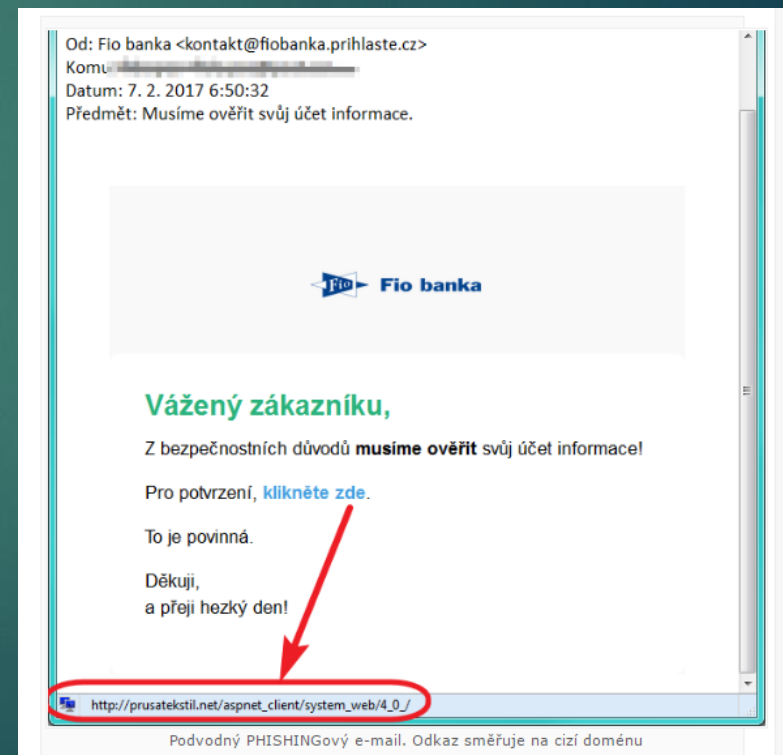 Od: Fio banka <kontakt@fiobanka.prihlaste.cz>
Komu
Datum: 7. 2. 2017 6:50:32
Předmět: Musíme ověřit svůj účet informace.
Fio Fio banka
Vážený zákazníku,
Z bezpečnostních důvodů musíme ověřit svůj účet informace!
Pro potvrzení, klikněte zde.
To je povinná.
Děkuji,
a přeji hezký den!
http://prusatekstil.net/aspnet_client/system_web/4_0_/
Podvodný PHISHINGový e-mail. Odkaz směřuje na cizí doménu